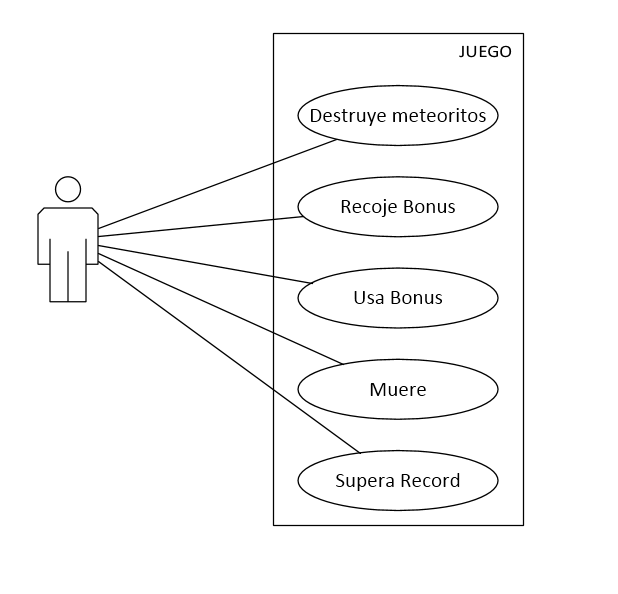 JUEGO
Destruye meteoritos
Recoje Bonus
Usa Bonus
Muere
Supera Record